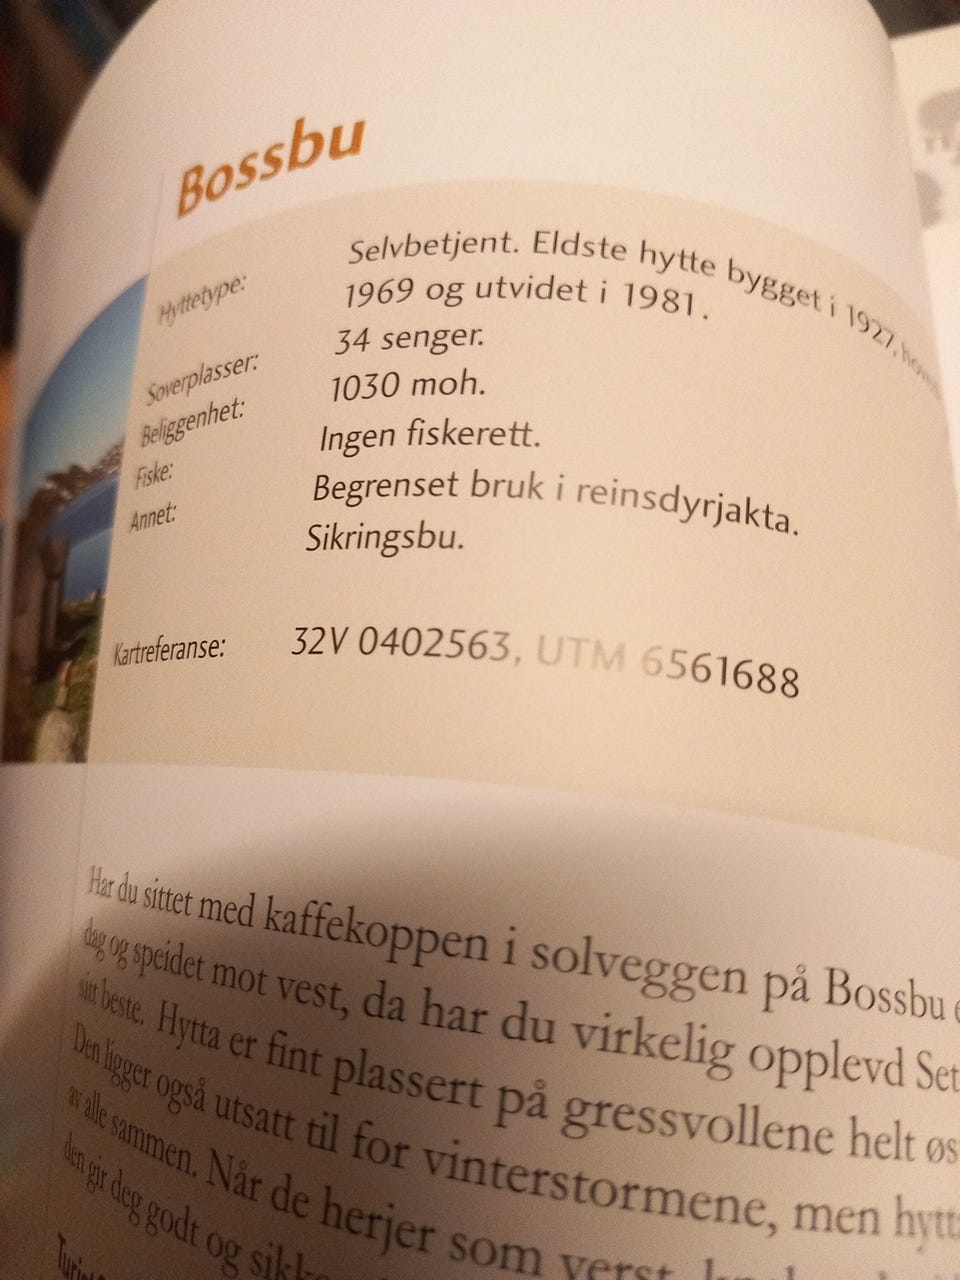 Bossbu
Hyttetype: Selvbetjent. Eldste hytte bygget i 1927,
1969 og utvidet i 1981.
Soverplasser: 34 senger.
Beliggenhet: 1030 moh.
Fiske: Ingen fiskerett.
Annet: Begrenset bruk i reinsdyrjakta.
Sikringsbu.
Kartreferanse: 32V 0402563, UTM 6561688
Har du sittet med kaffekoppen i solveggen på Bossbu
dag og speidet mot vest, da har du virkelig opplevd Set
sitt beste. Hytta er fint plassert på gressvollene helt øs
Den ligger også utsatt til for vinterstormene, men hytt
av alle sammen. Når de herjer som verst,
den gir deg godt og sikk